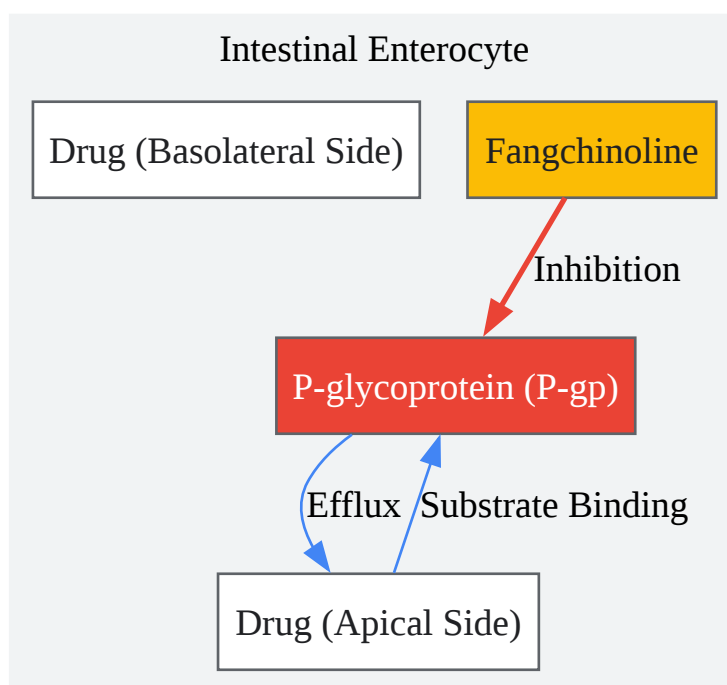 Intestinal Enterocyte
Drug (Basolateral Side)
Fangchinoline
Inhibition
P-glycoprotein (P-gp)
Efflux
Substrate Binding
Drug (Apical Side)